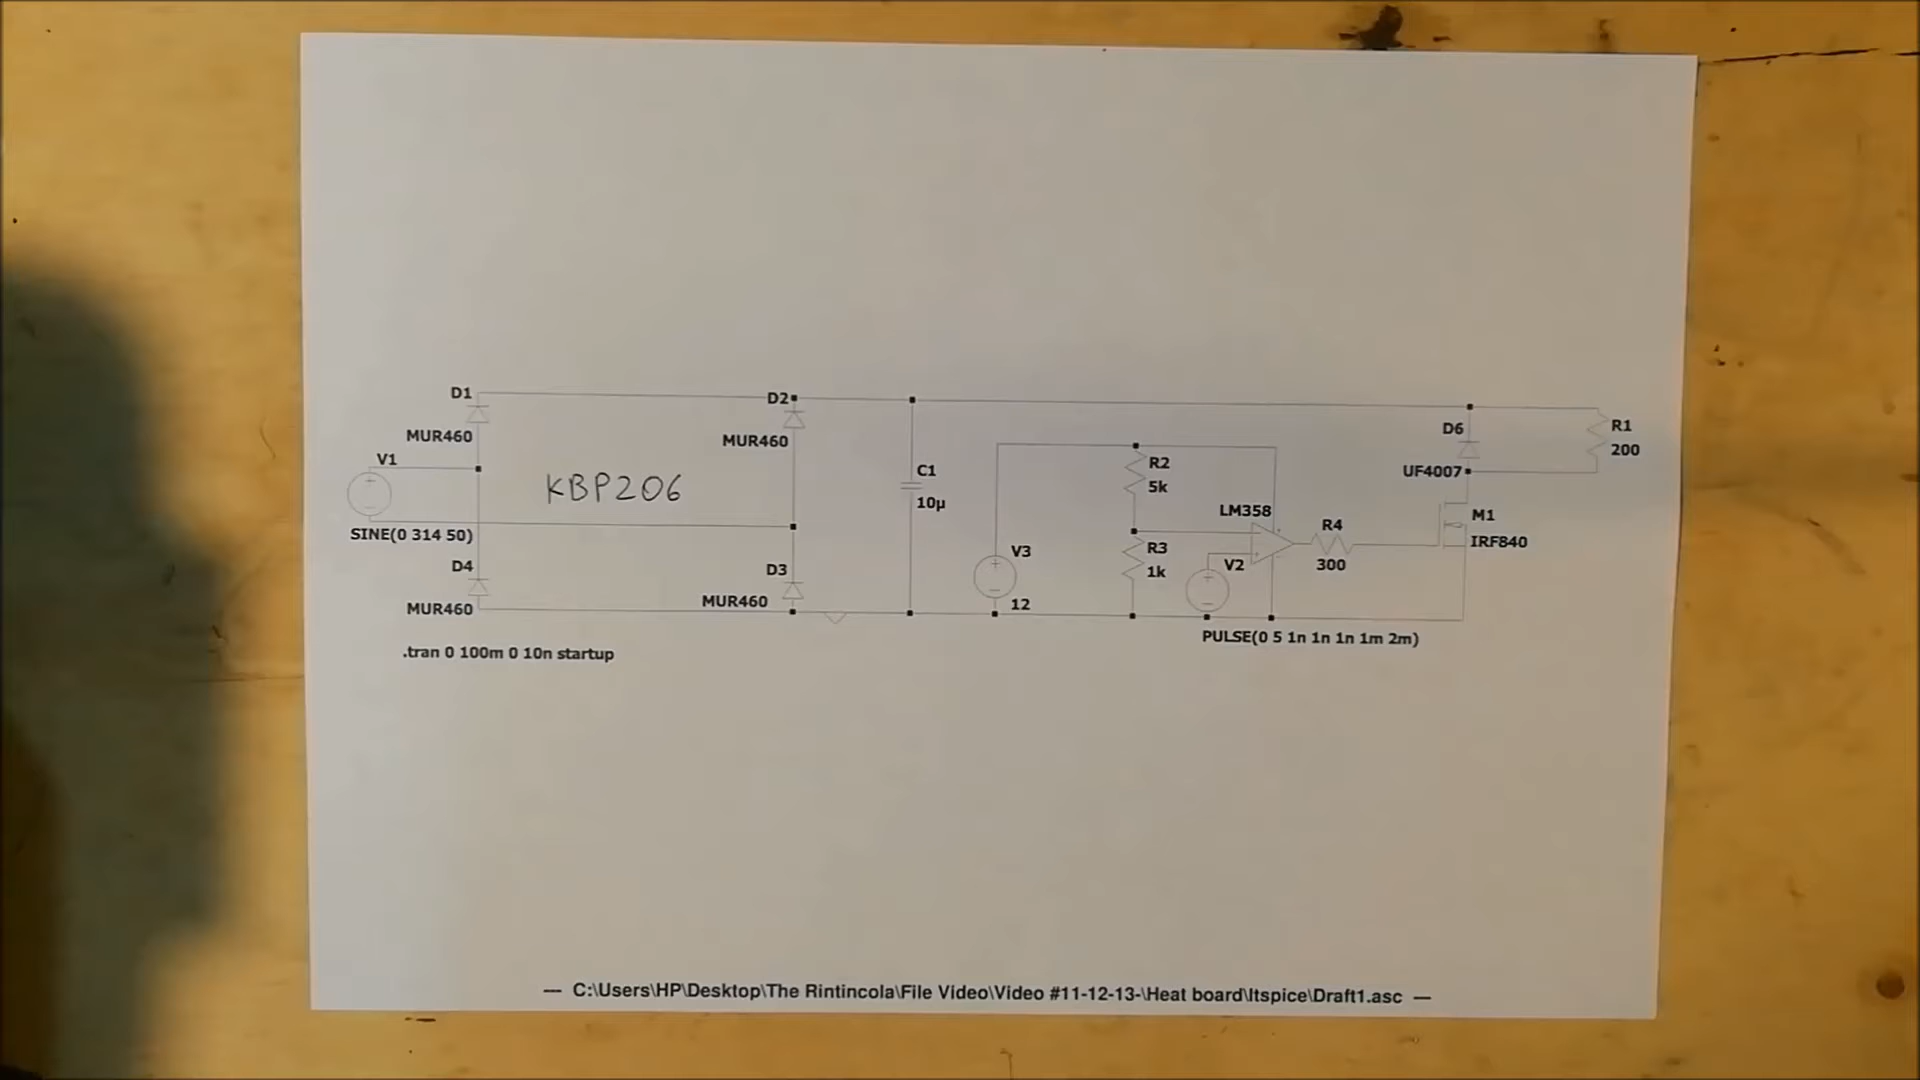 D1
MUR460
D2
MUR460
V1
SINE(0 314 50)
KBP206
D4
MUR460
D3
MUR460
.tran 0 100m 0 10n startup
C1
10µ
V3
12
R2
5k
R3
1k
LM358
V2
PULSE(0 5 1n 1n 1n 1m 2m)
R4
300
D6
UF4007
R1
200
M1
IRF840
--- C:\Users\HP\Desktop\The Rintincola\File Video\Video #11-12-13-\Heat board\ltspice\Draft1.asc ---